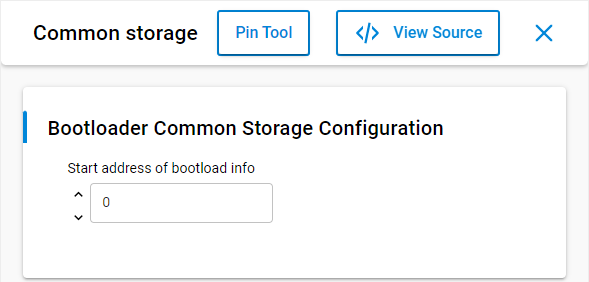 Common storage
Pin Tool
</> View Source
Bootloader Common Storage Configuration
Start address of bootload info
0